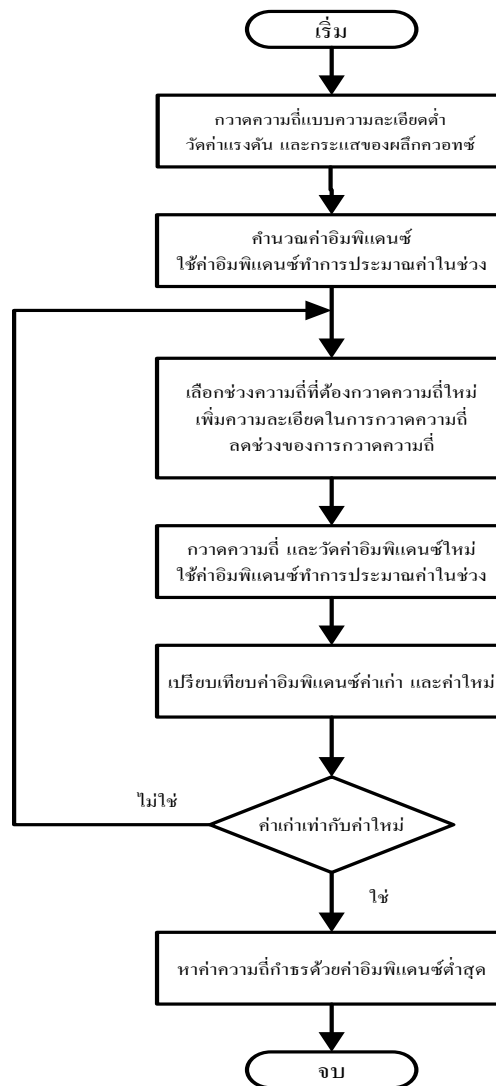 เริ่ม
กวาดความถี่แบบความละเอียดต่ำ
วัดค่าแรงดัน และกระแสของผลึกควอทซ์
คำนวณค่าอิมพิแดนซ์
ใช้ค่าอิมพิแดนซ์ทำการประมาณค่าในช่วง
เลือกช่วงความถี่ที่ต้องกวาดความถี่ใหม่
เพิ่มความละเอียดในการกวาดความถี่
ลดช่วงของการกวาดความถี่
กวาดความถี่ และวัดค่าอิมพิแดนซ์ใหม่
ใช้ค่าอิมพิแดนซ์ทำการประมาณค่าในช่วง
เปรียบเทียบค่าอิมพิแดนซ์ค่าเก่า และค่าใหม่
ไม่ใช่
ค่าเก่าเท่ากับค่าใหม่
ใช่
หาค่าความถี่กำธรด้วยค่าอิมพิแดนซ์ต่ำสุด
จบ